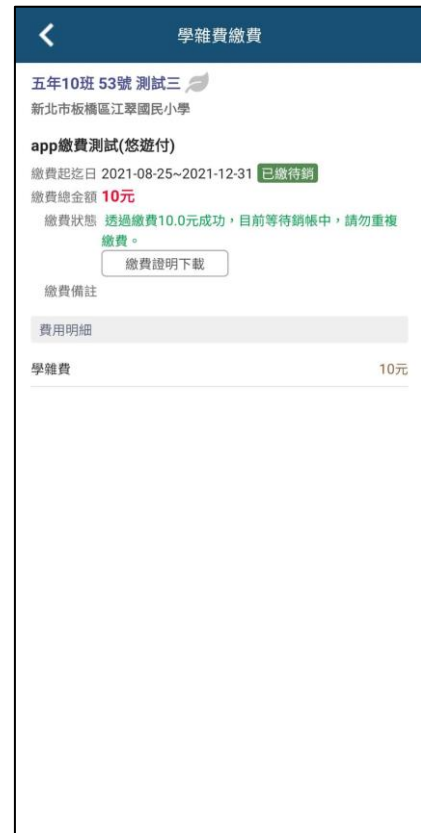 學雜費繳費
五年10班 53號 測試三
新北市板橋區江翠國民小學
app繳費測試(悠遊付)
繳費起迄日 2021-08-25~2021-12-31 已繳待銷
繳費總金額 10元
繳費狀態 透過繳費10.0元成功，目前等待銷帳中，請勿重複
繳費。
繳費證明下載
繳費備註
費用明細
學雜費 10元